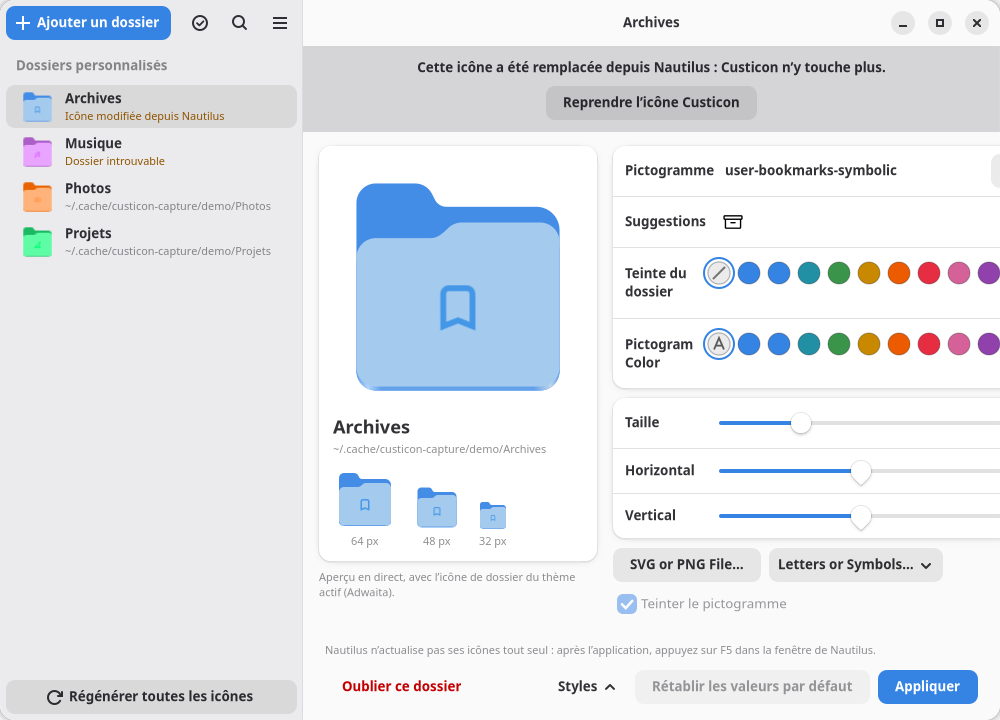 Ajouter un dossier
Archives
Dossiers personnalisés
Cette icône a été remplacée depuis Nautilus : Custicon n’y touche plus.
Reprendre l’icône Custicon
Archives
Icône modifiée depuis Nautilus
Musique
Dossier introuvable
Photos
~/.cache/custicon-capture/demo/Photos
Projets
~/.cache/custicon-capture/demo/Projets
Archives
~/.cache/custicon-capture/demo/Archives
64 px
48 px
32 px
Aperçu en direct, avec l’icône de dossier du thème
actif (Adwaita).
Pictogramme user-bookmarks-symbolic
Suggestions
Teinte du
dossier
Pictogram
Color
Taille
Horizontal
Vertical
SVG or PNG File...
Letters or Symbols...
Teinter le pictogramme
Nautilus n’actualise pas ses icônes tout seul : après l’application, appuyez sur F5 dans la fenêtre de Nautilus.
Régénérer toutes les icônes
Oublier ce dossier
Styles
Rétablir les valeurs par défaut
Appliquer